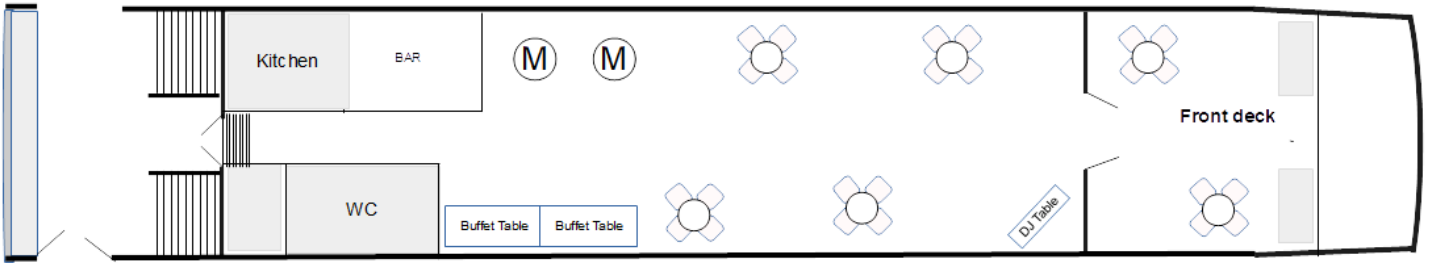 Kitchen
BAR
M
M
Front deck
WC
Buffet Table
Buffet Table
DJ Table